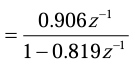 = 0.906z⁻¹ / 1 − 0.819z⁻¹